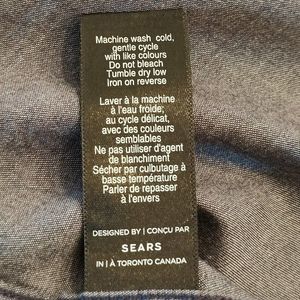 Machine wash cold,
gentle cycle
with like colours
Do not bleach
Tumble dry low
Iron on reverse
Laver à la machine
à l'eau froide;
au cycle délicat,
avec des couleurs
semblables
Ne pas utiliser d'agent
de blanchiment
Sécher par culbutage à
basse température
Parler de repasser
à l'envers
DESIGNED BY | CONÇU PAR
SEARS
IN | À TORONTO CANADA